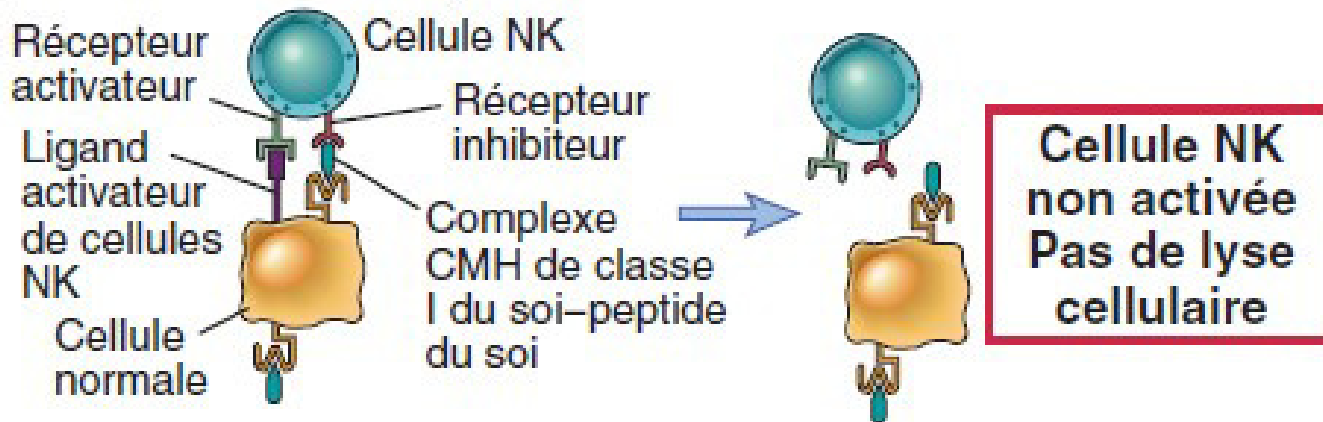 Récepteur
activateur
Cellule NK
Récepteur
inhibiteur
Ligand
activateur
de cellules
NK
Complexe
CMH de classe
I du soi–peptide
du soi
Cellule
normale
Cellule NK
non activée
Pas de lyse
cellulaire